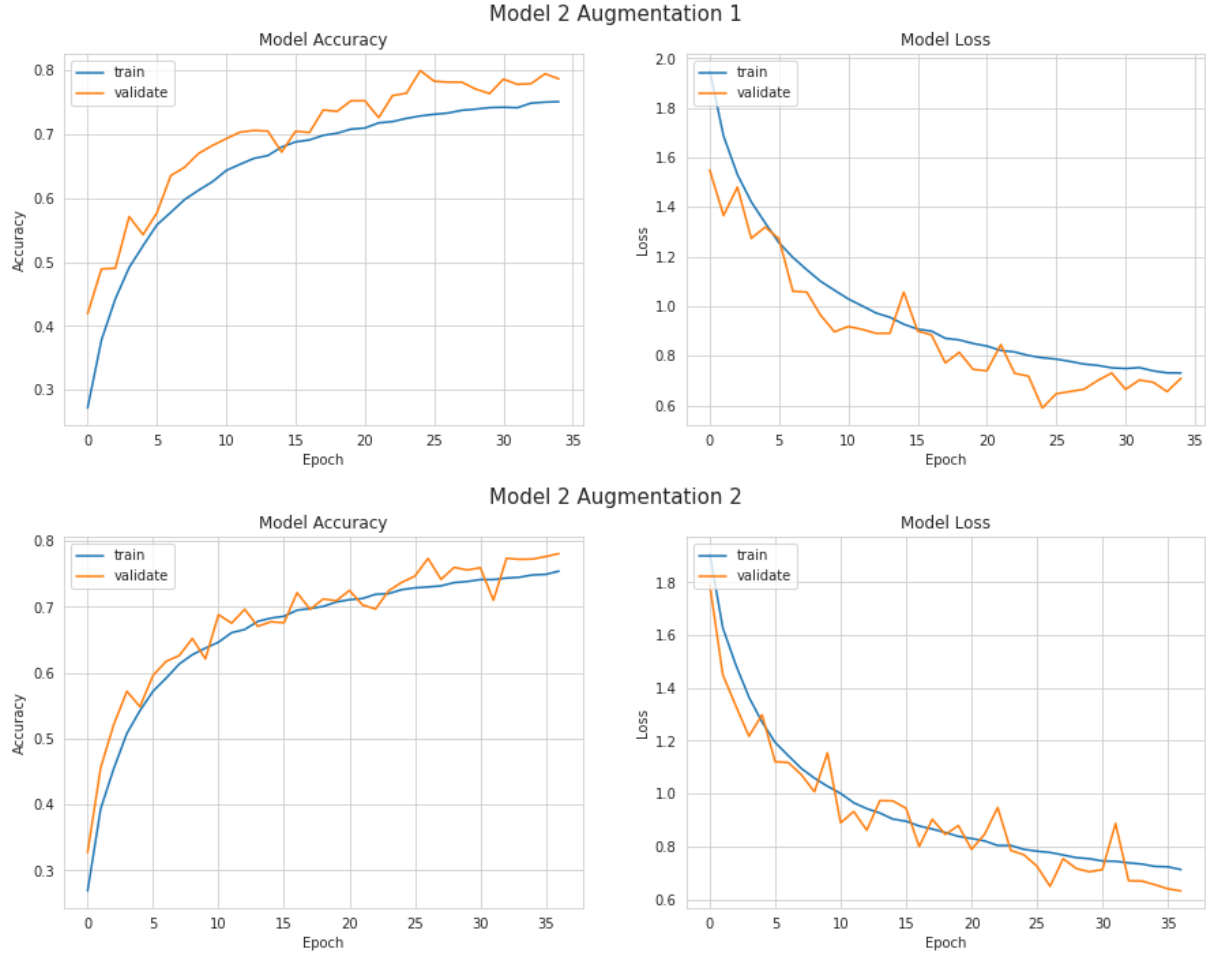 Model 2 Augmentation 1
Model Accuracy
train
validate
0.8
0.7
0.6
0.5
0.4
0.3
Accuracy
0 5 10 15 20 25 30 35
Epoch
Model Loss
train
validate
2.0
1.8
1.6
1.4
1.2
1.0
0.8
0.6
Loss
0 5 10 15 20 25 30 35
Epoch
Model 2 Augmentation 2
Model Accuracy
train
validate
0.8
0.7
0.6
0.5
0.4
0.3
Accuracy
0 5 10 15 20 25 30 35
Epoch
Model Loss
train
validate
1.8
1.6
1.4
1.2
1.0
0.8
0.6
Loss
0 5 10 15 20 25 30 35
Epoch